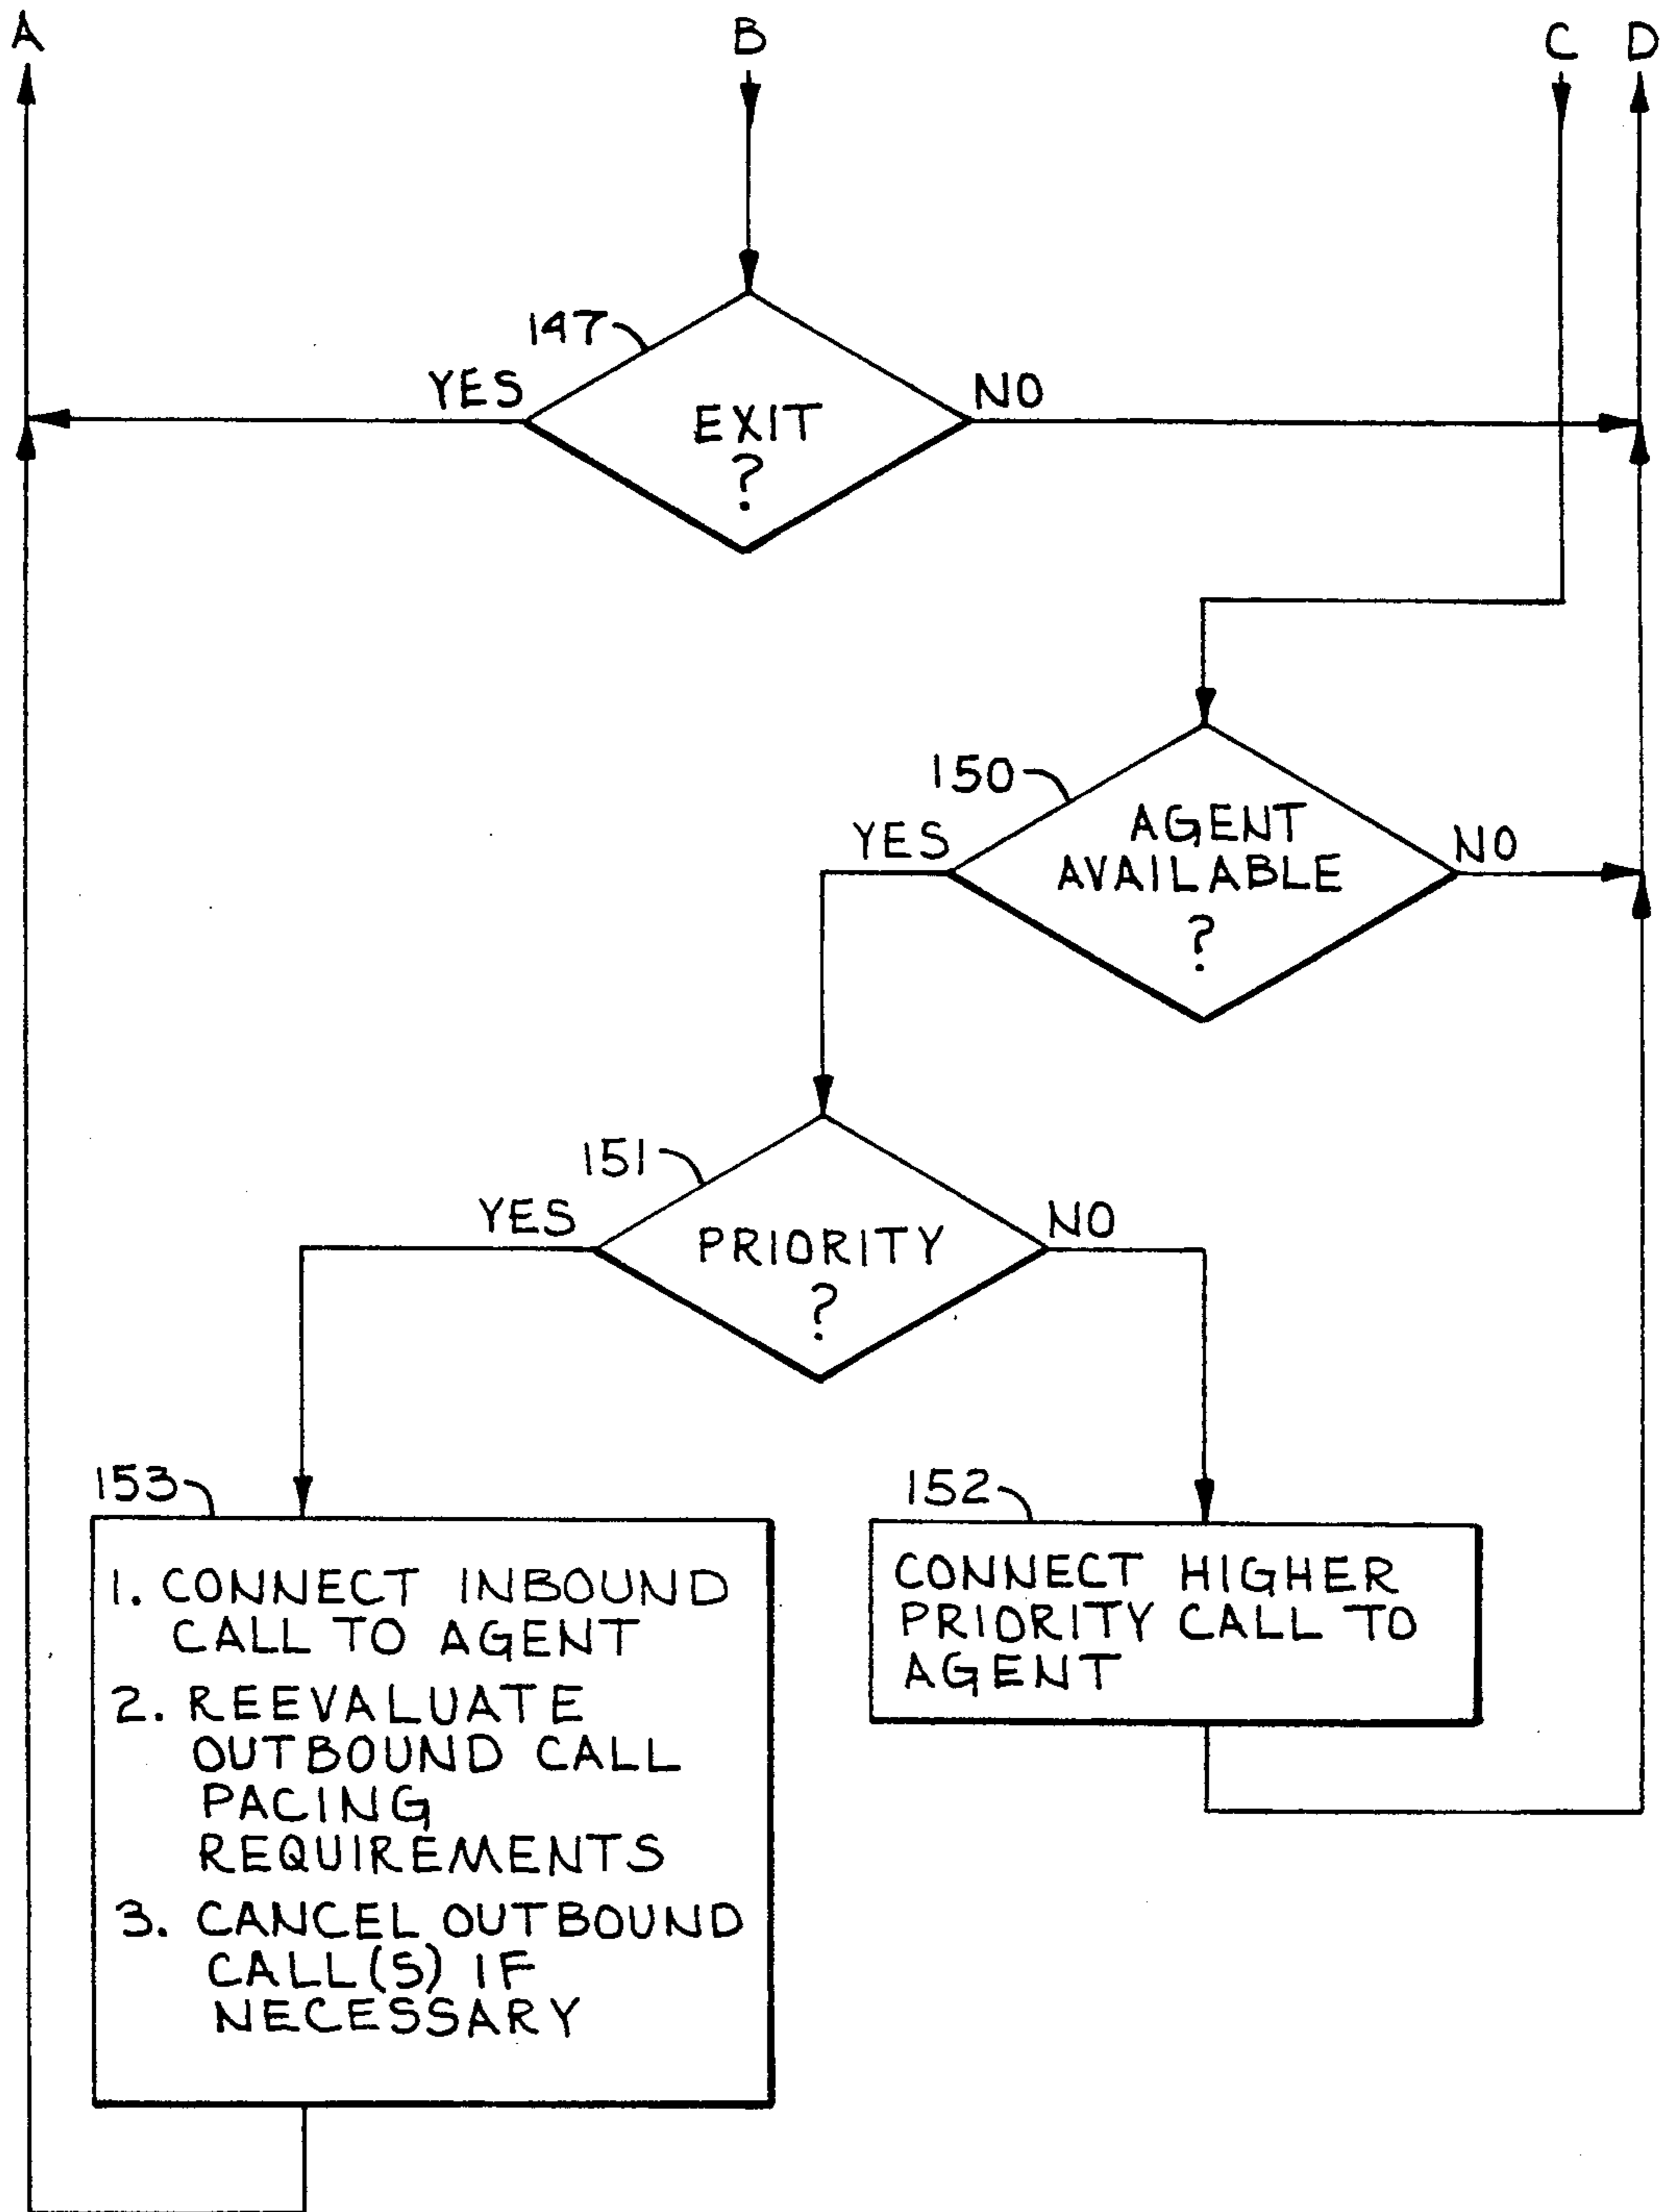 A
B
C
D
147
YES
NO
EXIT
?
150
YES
NO
AGENT
AVAILABLE
?
151
YES
NO
PRIORITY
?
153
1. CONNECT INBOUND
CALL TO AGENT
2. REEVALUATE
OUTBOUND CALL
PACING
REQUIREMENTS
3. CANCEL OUTBOUND
CALL(S) IF
NECESSARY
152
CONNECT HIGHER
PRIORITY CALL TO
AGENT